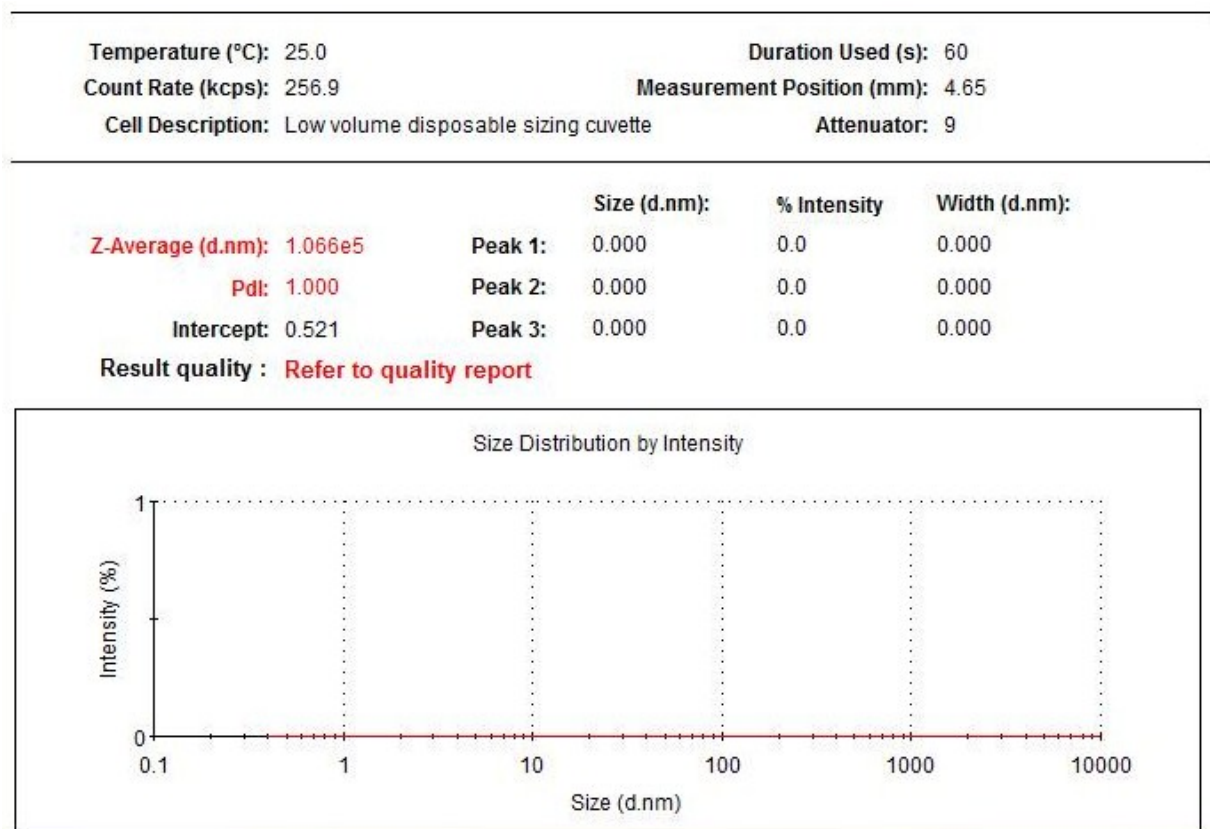 Temperature (ºC): 25.0 Duration Used (s): 60
Count Rate (kcps): 256.9 Measurement Position (mm): 4.65
Cell Description: Low volume disposable sizing cuvette Attenuator: 9
Size (d.nm): % Intensity Width (d.nm):
Z-Average (d.nm): 1.066e5 Peak 1: 0.000 0.0 0.000
PdI: 1.000 Peak 2: 0.000 0.0 0.000
Intercept: 0.521 Peak 3: 0.000 0.0 0.000
Result quality : Refer to quality report
Size Distribution by Intensity
1
Intensity (%)
0
0.1 1 10 100 1000 10000
Size (d.nm)